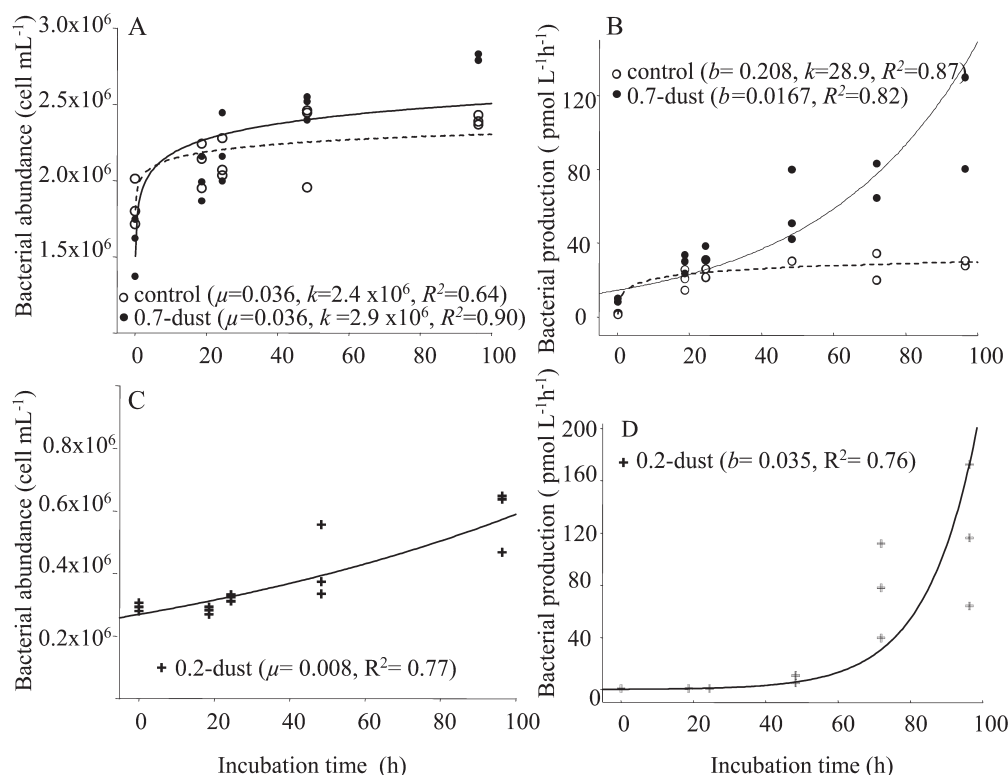 A
Bacterial abundance (cell mL⁻¹)
3.0x10⁶
2.5x10⁶
2.0x10⁶
1.5x10⁶
control (μ=0.036, k=2.4 x10⁶, R²=0.64)
0.7-dust (μ=0.036, k =2.9 x10⁶, R²=0.90)
0 20 40 60 80 100
B
Bacterial production ( pmol L⁻¹h⁻¹)
120
80
40
0
control (b= 0.208, k=28.9, R²=0.87)
0.7-dust (b=0.0167, R²=0.82)
0 20 40 60 80 100
C
Bacterial abundance (cell mL⁻¹)
0.8x10⁶
0.6x10⁶
0.4x10⁶
0.2x10⁶
0.2-dust (μ= 0.008, R²= 0.77)
0 20 40 60 80 100
Incubation time (h)
D
Bacterial production ( pmol L⁻¹h⁻¹)
200
160
120
80
40
0
0.2-dust (b= 0.035, R²= 0.76)
0 20 40 60 80 100
Incubation time (h)